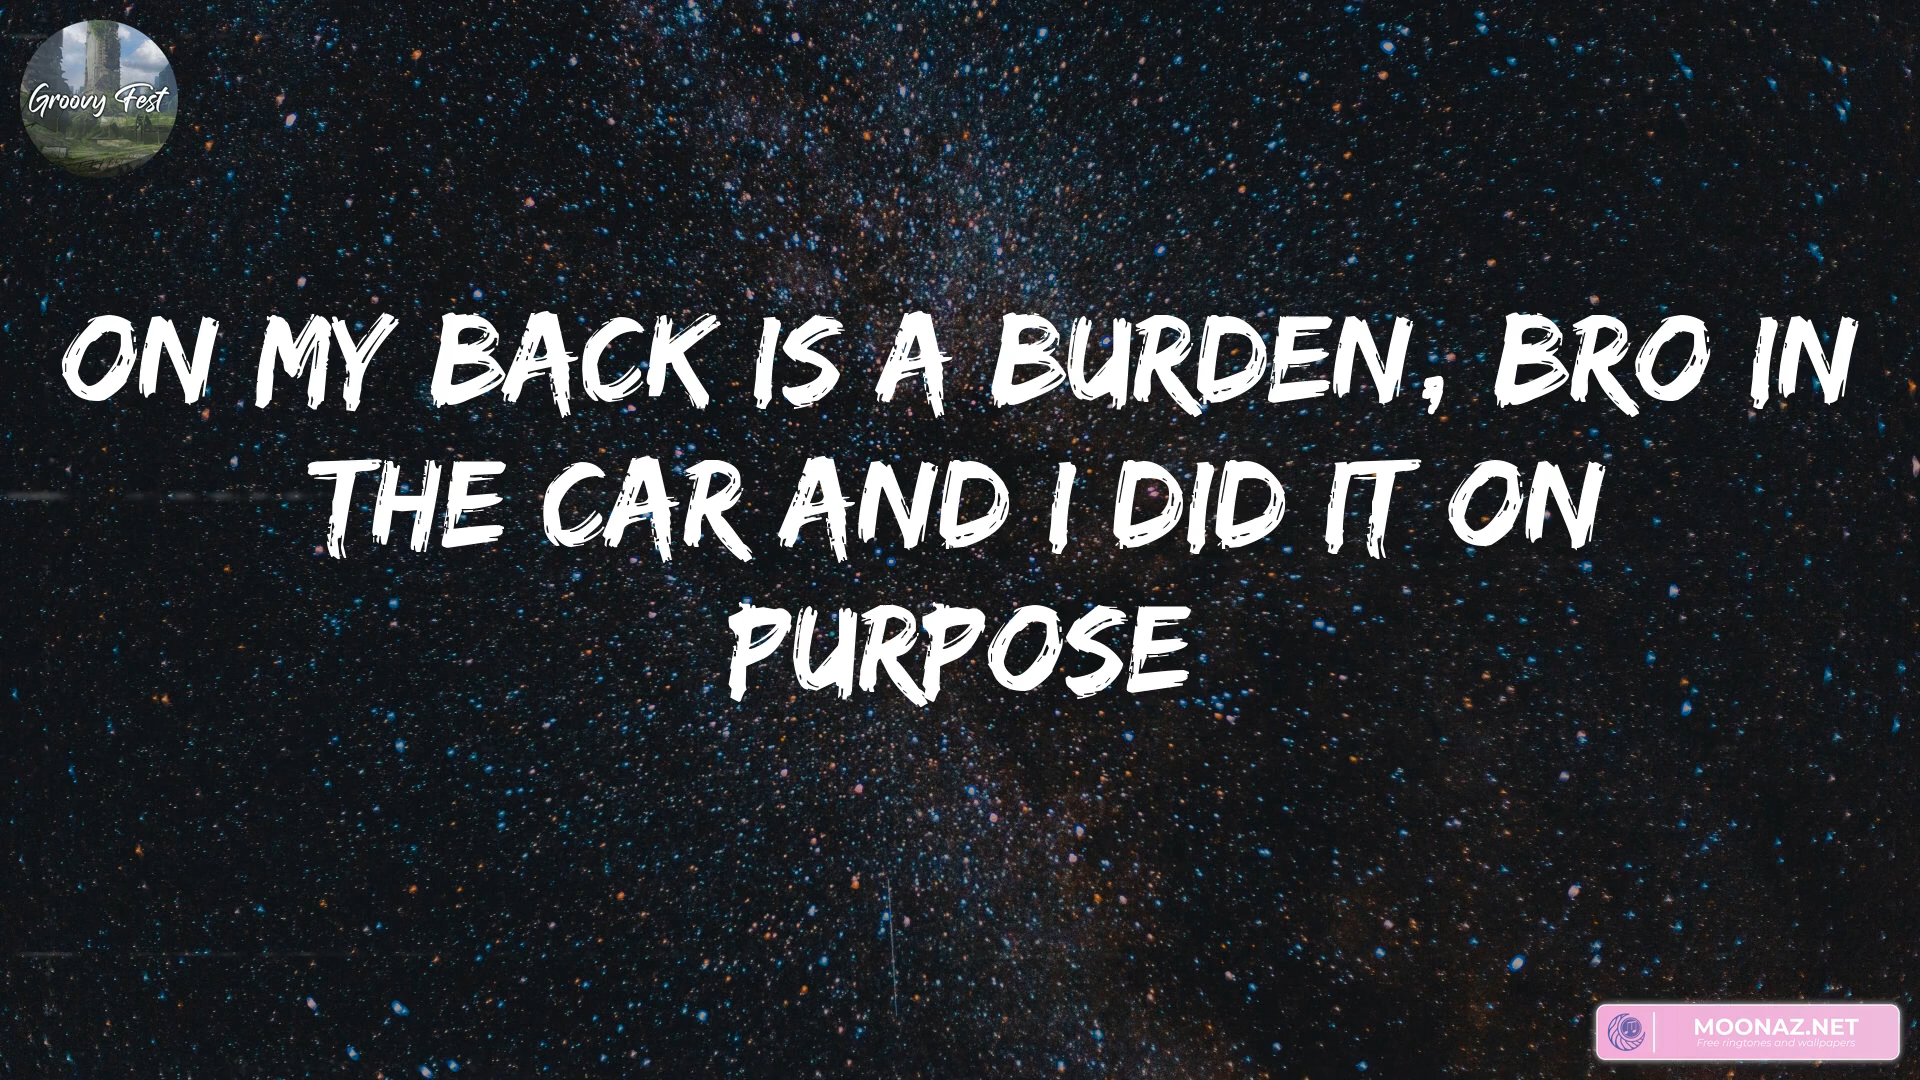 Groovy Fest
ON MY BACK IS A BURDEN, BRO IN
THE CAR AND I DID IT ON
PURPOSE
MOONAZ.NET
Free ringtones and wallpapers